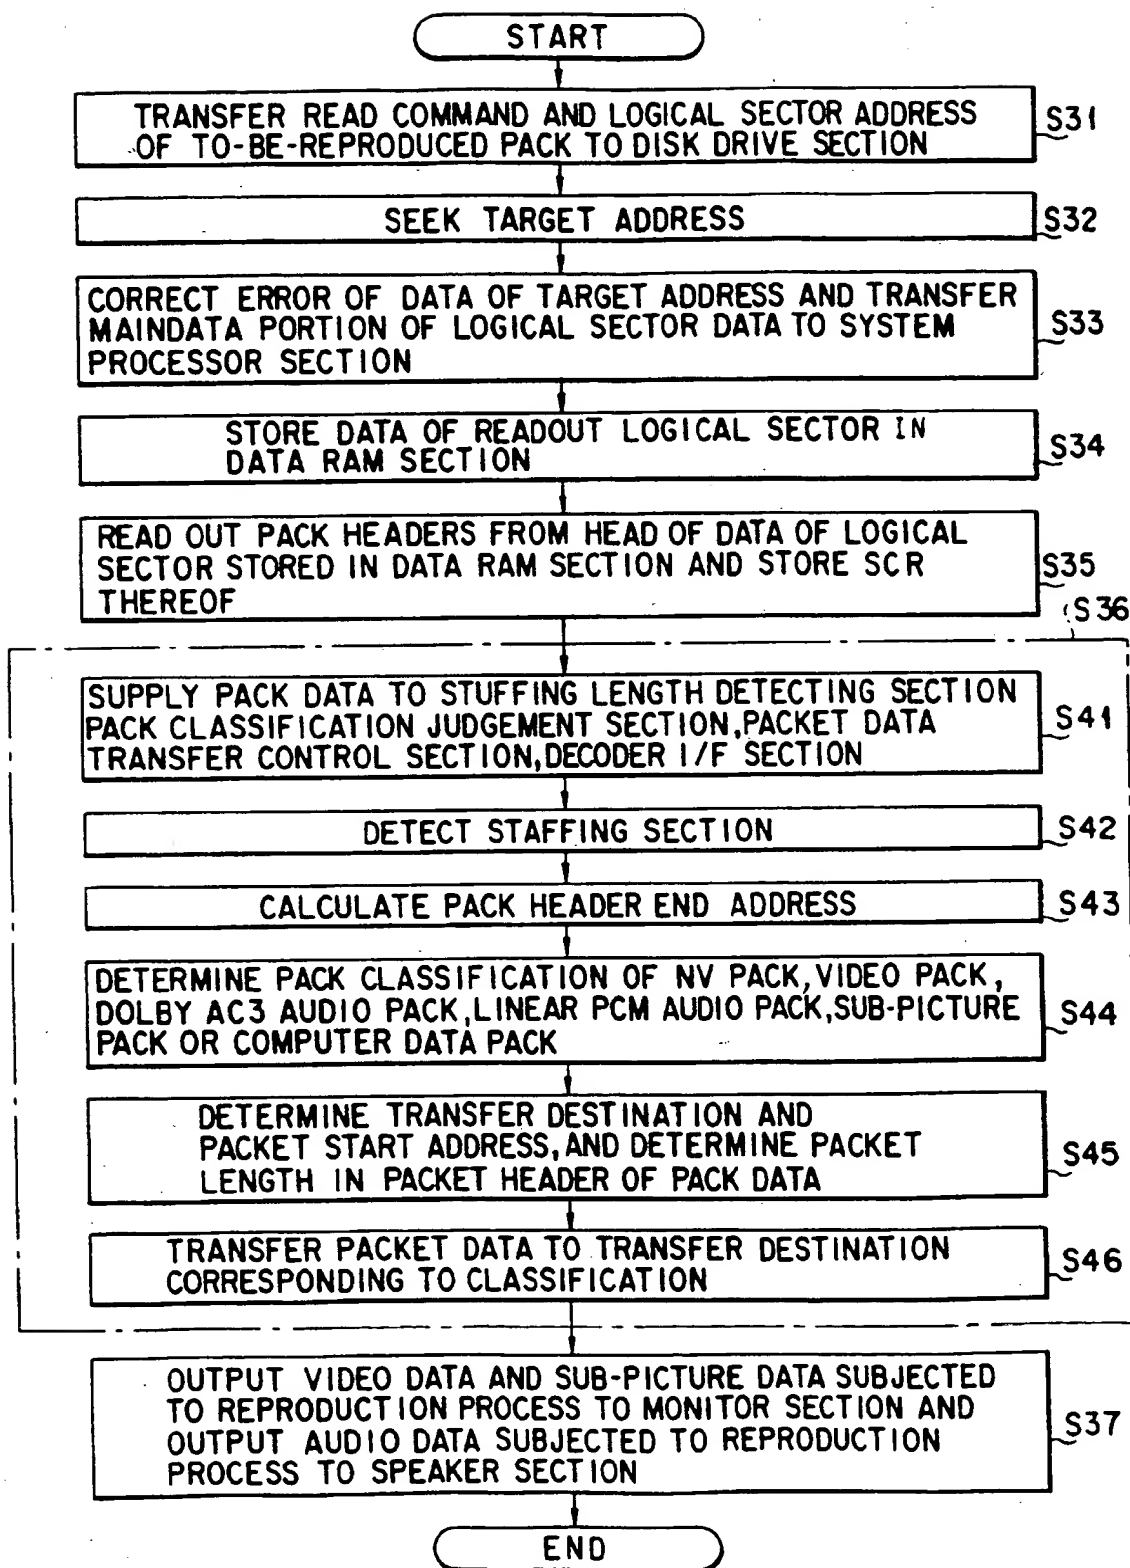 START
TRANSFER READ COMMAND AND LOGICAL SECTOR ADDRESS
OF TO-BE-REPRODUCED PACK TO DISK DRIVE SECTION
S31
SEEK TARGET ADDRESS
S32
CORRECT ERROR OF DATA OF TARGET ADDRESS AND TRANSFER
MAINDATA PORTION OF LOGICAL SECTOR DATA TO SYSTEM
PROCESSOR SECTION
S33
STORE DATA OF READOUT LOGICAL SECTOR IN
DATA RAM SECTION
S34
READ OUT PACK HEADERS FROM HEAD OF DATA OF LOGICAL
SECTOR STORED IN DATA RAM SECTION AND STORE SCR
THEREOF
S35
S36
SUPPLY PACK DATA TO STUFFING LENGTH DETECTING SECTION
PACK CLASSIFICATION JUDGEMENT SECTION,PACKET DATA
TRANSFER CONTROL SECTION,DECODER I/F SECTION
S41
DETECT STAFFING SECTION
S42
CALCULATE PACK HEADER END ADDRESS
S43
DETERMINE PACK CLASSIFICATION OF NV PACK,VIDEO PACK,
DOLBY AC3 AUDIO PACK,LINEAR PCM AUDIO PACK,SUB-PICTURE
PACK OR COMPUTER DATA PACK
S44
DETERMINE TRANSFER DESTINATION AND
PACKET START ADDRESS,AND DETERMINE PACKET
LENGTH IN PACKET HEADER OF PACK DATA
S45
TRANSFER PACKET DATA TO TRANSFER DESTINATION
CORRESPONDING TO CLASSIFICATION
S46
OUTPUT VIDEO DATA AND SUB-PICTURE DATA SUBJECTED
TO REPRODUCTION PROCESS TO MONITOR SECTION AND
OUTPUT AUDIO DATA SUBJECTED TO REPRODUCTION
PROCESS TO SPEAKER SECTION
S37
END